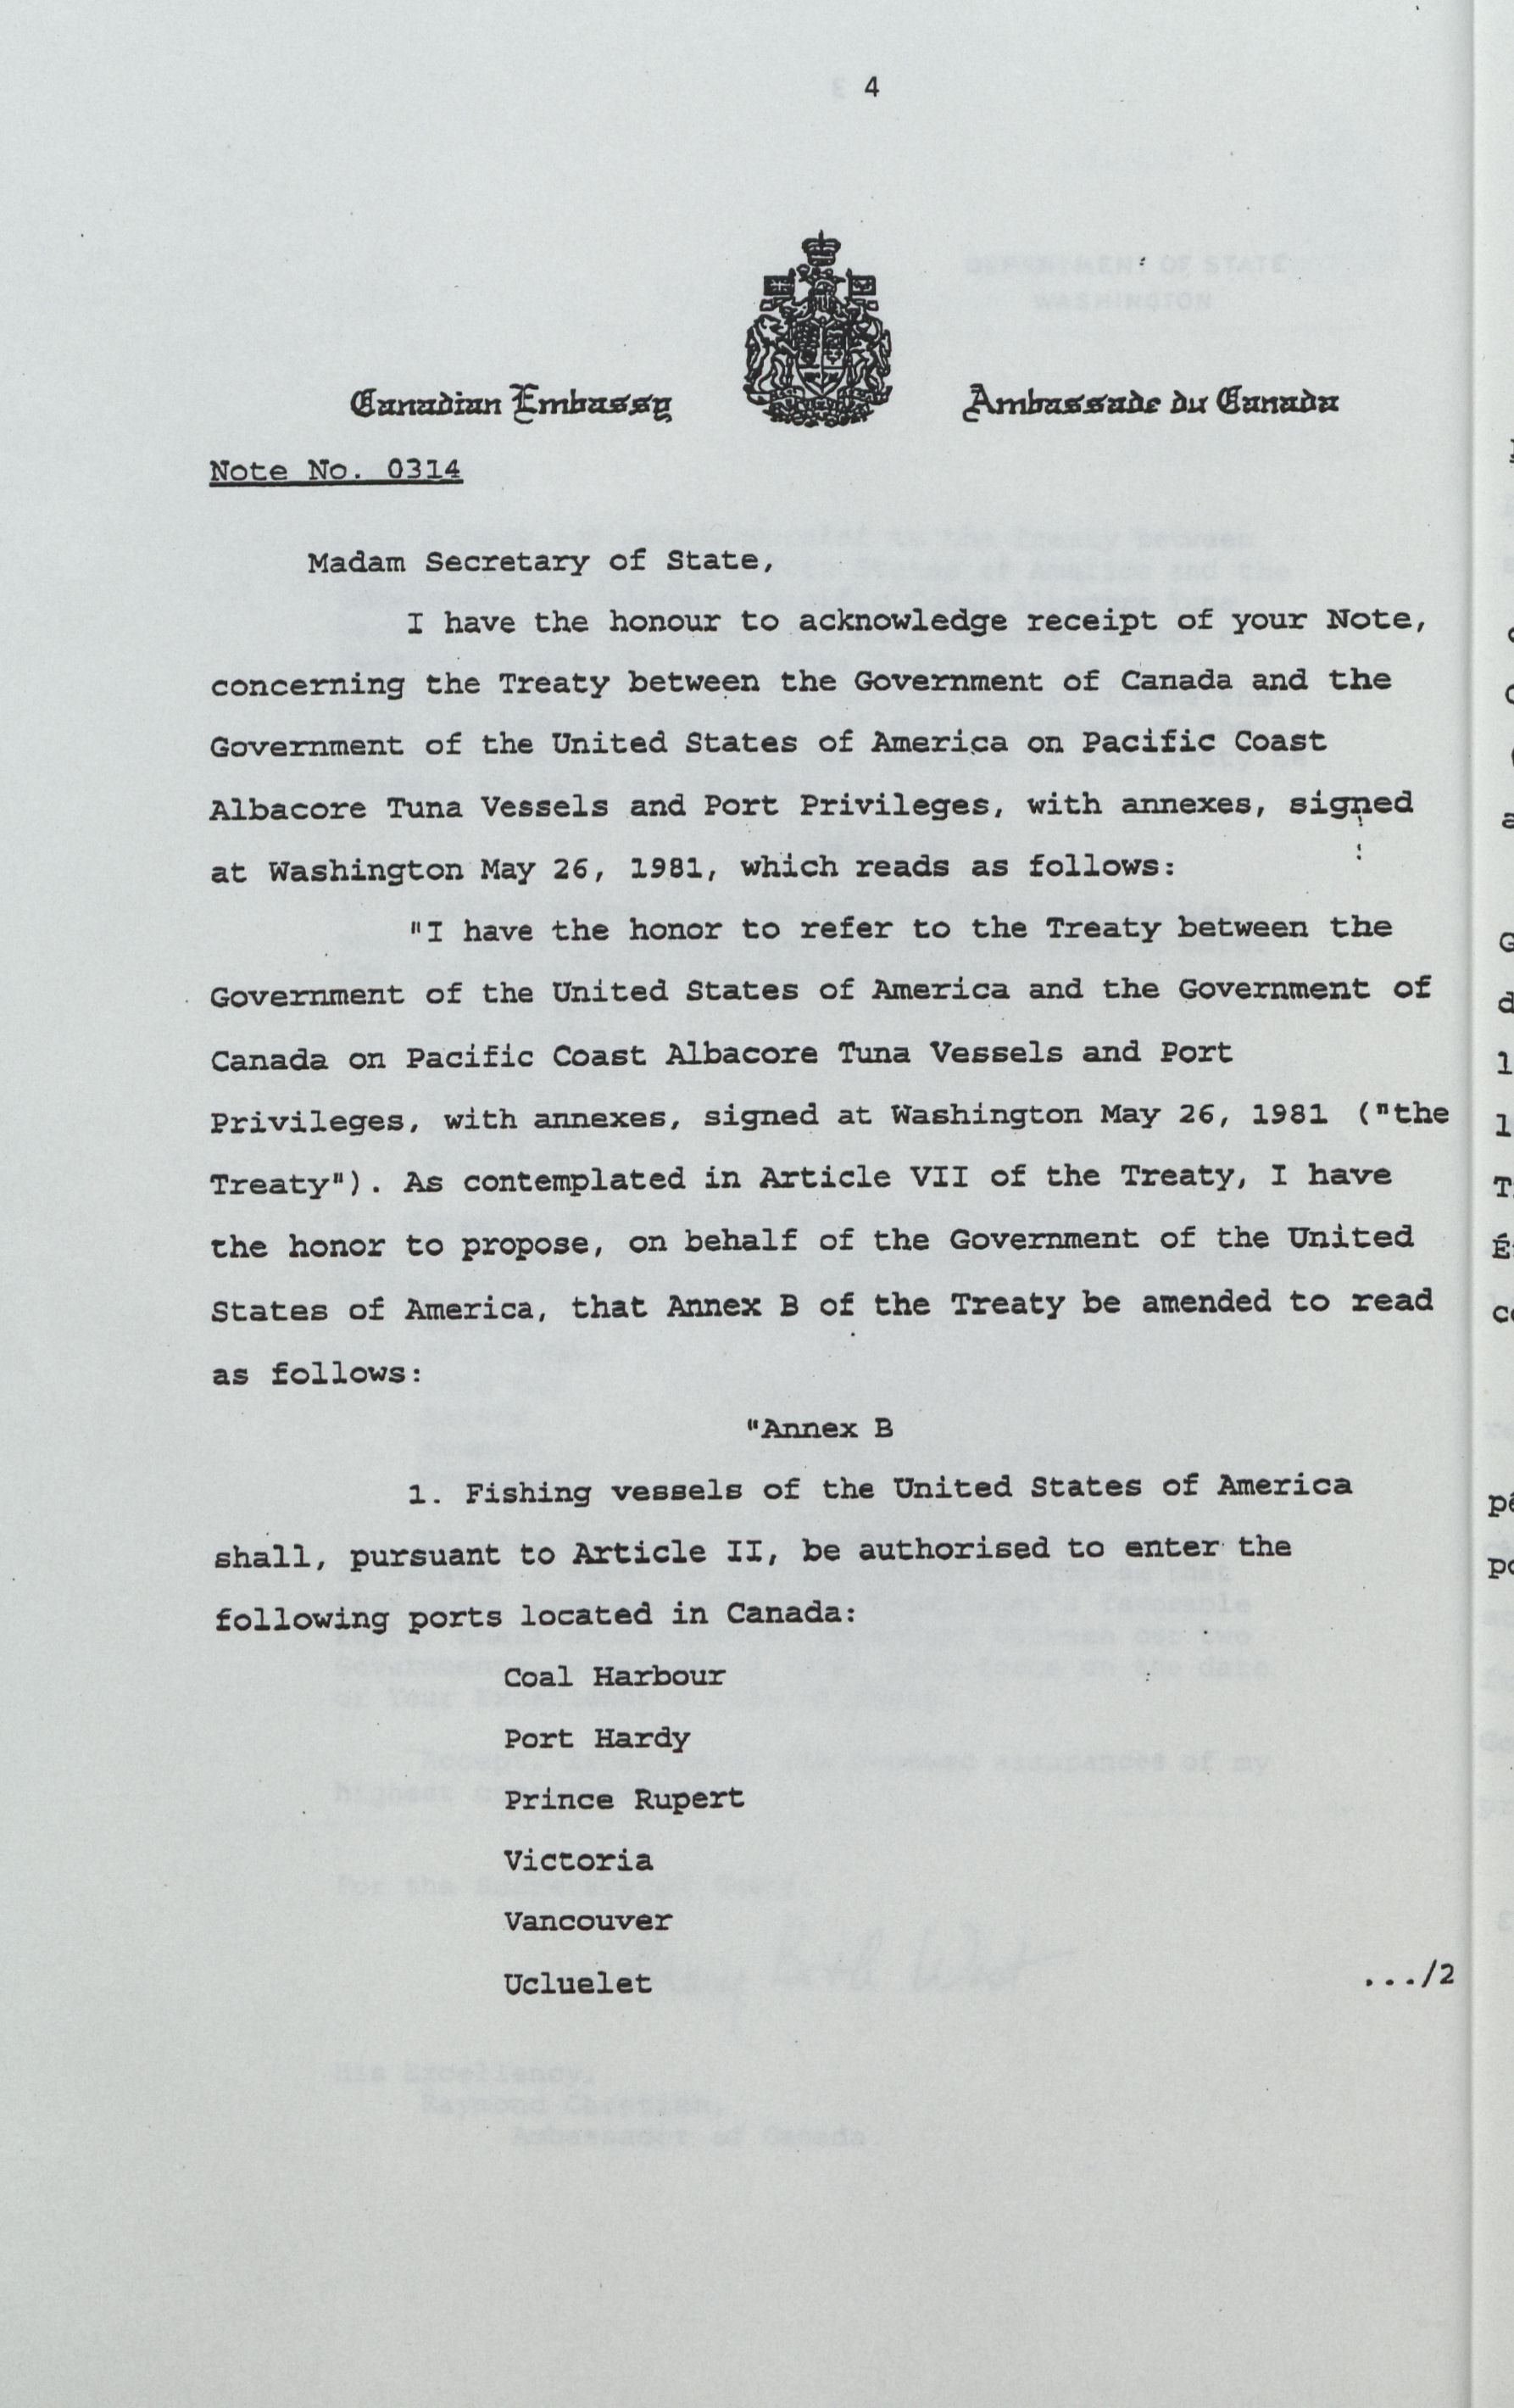 4
Canadian Embassy
Ambassade du Canada
Note No. 0314
Madam Secretary of State,
I have the honour to acknowledge receipt of your Note,
concerning the Treaty between the Government of Canada and the
Government of the United States of America on Pacific Coast
Albacore Tuna Vessels and Port Privileges, with annexes, signed
at Washington May 26, 1981, which reads as follows:
"I have the honor to refer to the Treaty between the
Government of the United States of America and the Government of
Canada on Pacific Coast Albacore Tuna Vessels and Port
Privileges, with annexes, signed at Washington May 26, 1981 ("the
Treaty"). As contemplated in Article VII of the Treaty, I have
the honor to propose, on behalf of the Government of the United
States of America, that Annex B of the Treaty be amended to read
as follows:
"Annex B
1. Fishing vessels of the United States of America
shall, pursuant to Article II, be authorised to enter the
following ports located in Canada:
Coal Harbour
Port Hardy
Prince Rupert
Victoria
Vancouver
Ucluelet
.../2